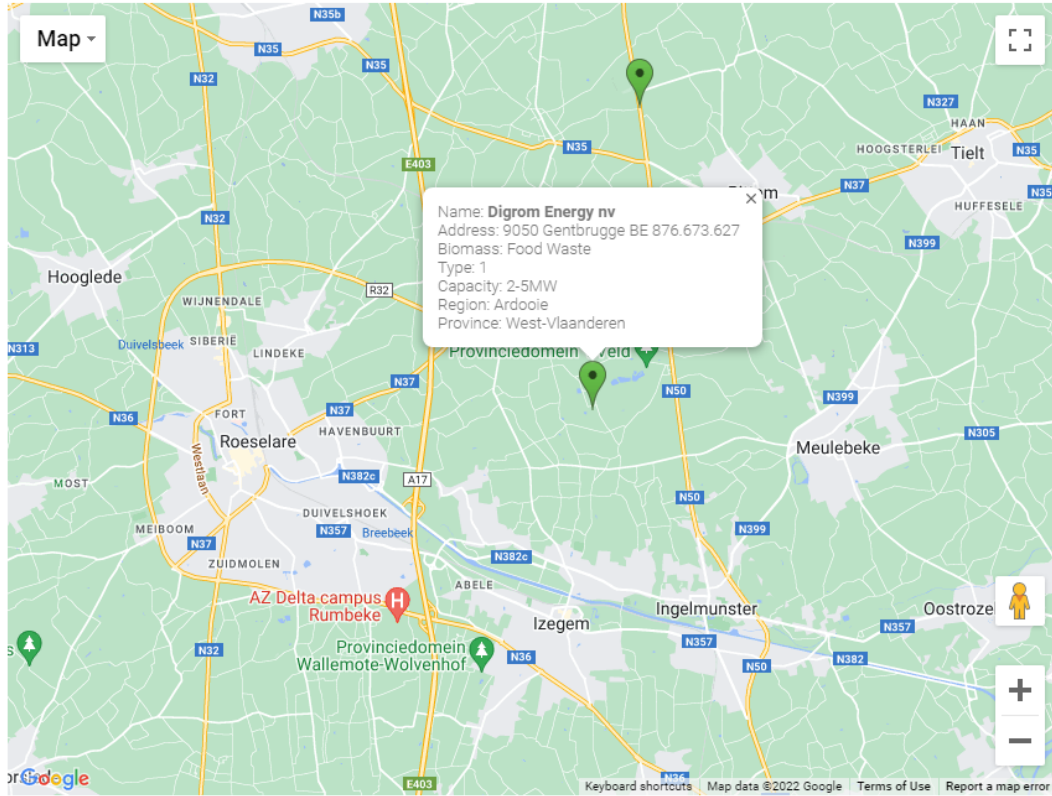 Map
N35b
N35
N35
N32
N327
HAAN
HOOGSTERLEI
Tielt
N35
N35
E403
N37
N35
HUFFESELE
N32
N399
Name: Digrom Energy nv
Address: 9050 Gentbrugge BE 876.673.627
Biomass: Food Waste
Type: 1
Capacity: 2-5MW
Region: Ardooie
Province: West-Vlaanderen
Hooglede
R32
WIJNENDALE
Duivelsbeek
SIBERIË
N313
LINDEKE
Provinciedomein
veld
N37
N50
N399
N36
FORT
N37
HAVENBUURT
N305
Roeselare
Westlaan
Meulebeke
N382c
A17
MOST
N50
DUIVELSHOEK
MEIBOOM
N357
Breebeek
N399
N37
N382c
ZUIDMOLEN
ABELE
AZ Delta campus
Rumbeke
H
Izegem
Ingelmunster
Oostroze
N357
N357
s
N32
Provinciedomein
Wallemote-Wolvenhof
N36
N50
N382
Google
E403
N36
Keyboard shortcuts
Map data ©2022 Google
Terms of Use
Report a map error